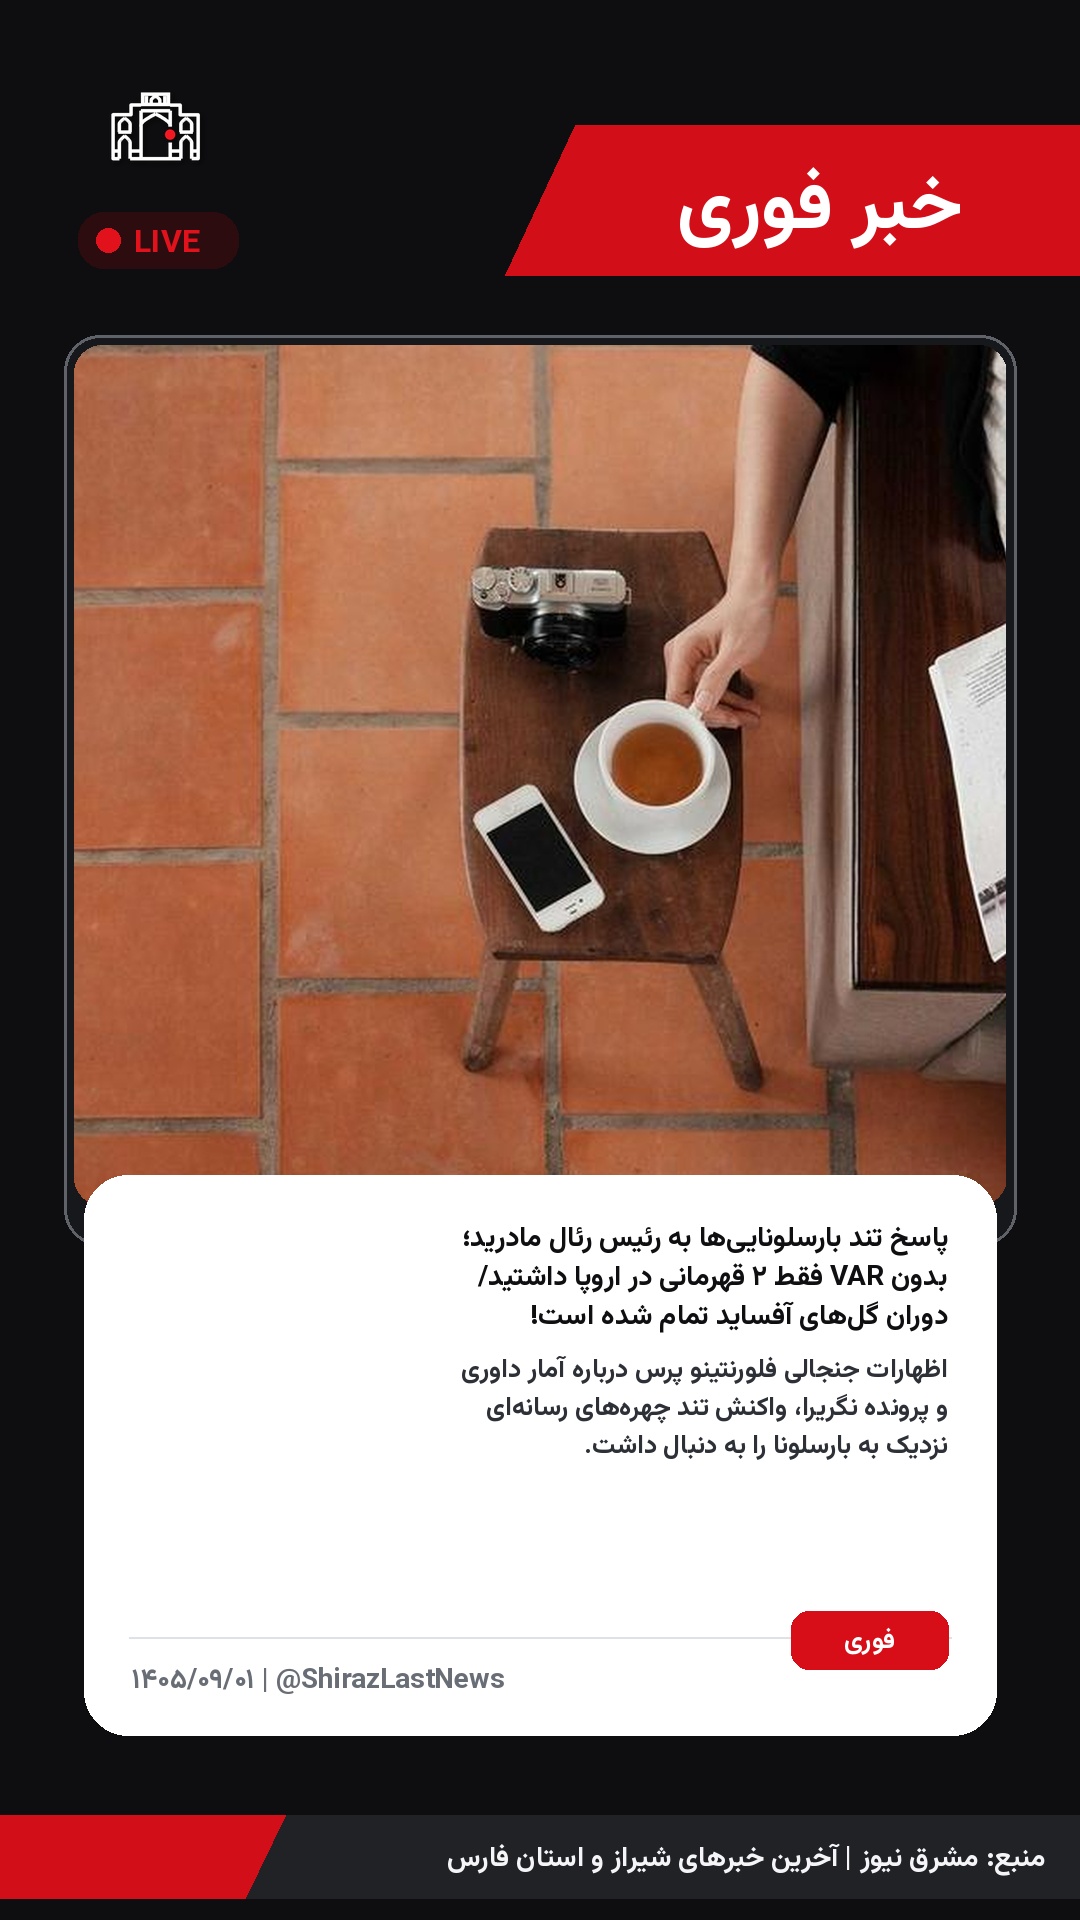 خبر فوری
LIVE
پاسخ تند بارسلونایی‌ها به رئیس رئال مادرید؛
بدون VAR فقط ۲ قهرمانی در اروپا داشتید/
دوران گل‌های آفساید تمام شده است!
اظهارات جنجالی فلورنتینو پرس درباره آمار داوری
و پرونده نگریرا، واکنش تند چهره‌های رسانه‌ای
نزدیک به بارسلونا را به دنبال داشت.
فوری
۱۴۰۵/۰۹/۰۱ | @ShirazLastNews
منبع: مشرق نیوز | آخرین خبرهای شیراز و استان فارس